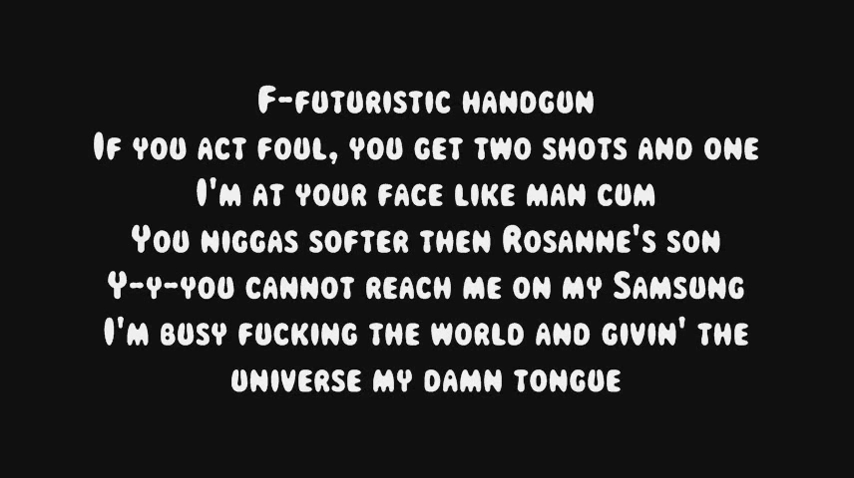 F-futuristic handgun
If you act foul, you get two shots and one
I'm at your face like man cum
You niggas softer then Rosanne's son
Y-y-you cannot reach me on my Samsung
I'm busy fucking the world and givin' the
universe my damn tongue